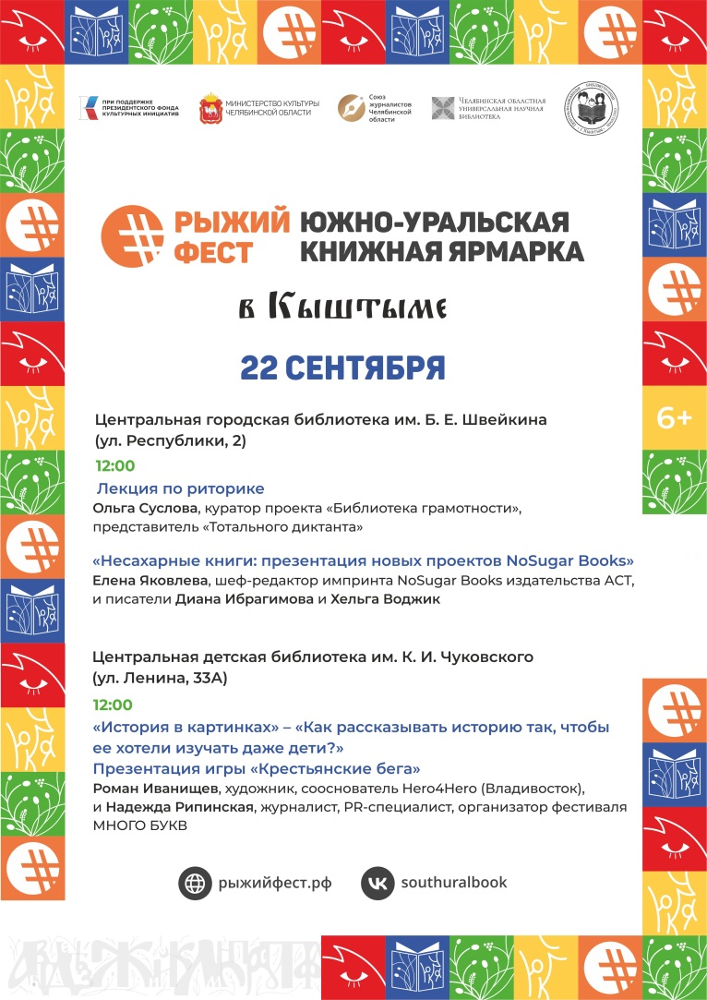 ПРИ ПОДДЕРЖКЕ
ПРЕЗИДЕНТСКОГО ФОНДА
КУЛЬТУРНЫХ ИНИЦИАТИВ
МИНИСТЕРСТВО КУЛЬТУРЫ
ЧЕЛЯБИНСКОЙ ОБЛАСТИ
Союз
журналистов
Челябинской
области
ЧЕЛЯБИНСКАЯ ОБЛАСТНАЯ
УНИВЕРСАЛЬНАЯ НАУЧНАЯ
БИБЛИОТЕКА
РЫЖИЙ ФЕСТ
ЮЖНО-УРАЛЬСКАЯ
КНИЖНАЯ ЯРМАРКА
в Кыштыме
22 СЕНТЯБРЯ
6+
Центральная городская библиотека им. Б. Е. Швейкина
(ул. Республики, 2)
12:00
Лекция по риторике
Ольга Суслова, куратор проекта «Библиотека грамотности»,
представитель «Тотального диктанта»
«Несахарные книги: презентация новых проектов NoSugar Books»
Елена Яковлева, шеф-редактор импринта NoSugar Books издательства АСТ,
и писатели Диана Ибрагимова и Хельга Воджик
Центральная детская библиотека им. К. И. Чуковского
(ул. Ленина, 33А)
12:00
«История в картинках» – «Как рассказывать историю так, чтобы
ее хотели изучать даже дети?»
Презентация игры «Крестьянские бега»
Роман Иванищев, художник, сооснователь Hero4Hero (Владивосток),
и Надежда Рипинская, журналист, PR-специалист, организатор фестиваля
МНОГО БУКВ
рыжийфест.рф
southuralbook